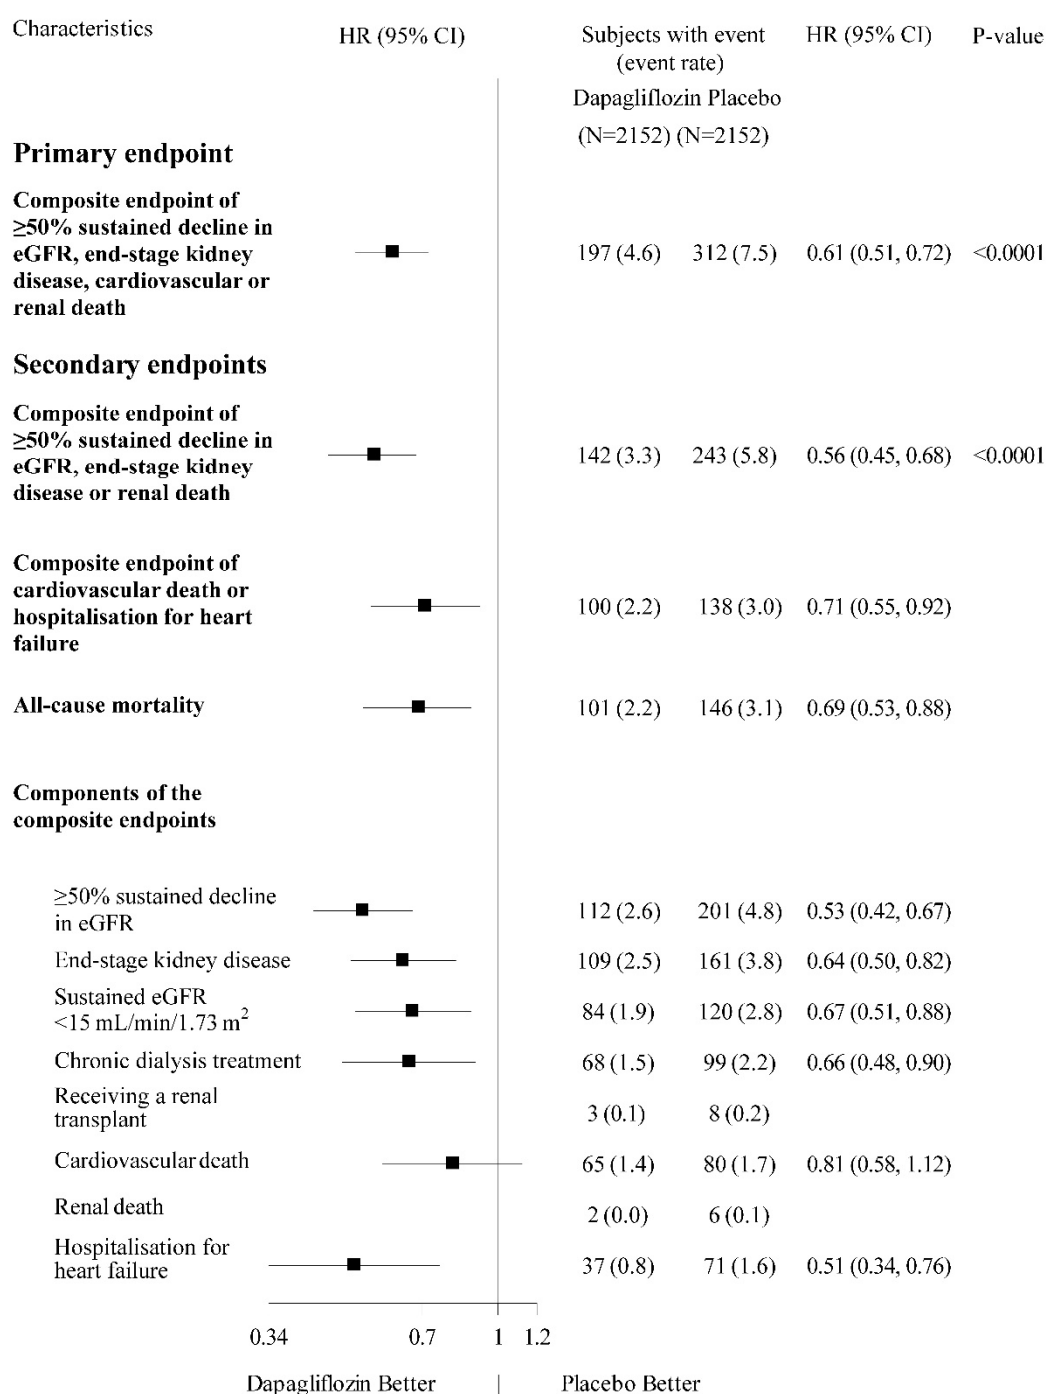 Characteristics
HR (95% CI)
Subjects with event
(event rate)
HR (95% CI)
P-value
Dapagliflozin Placebo
(N=2152) (N=2152)
Primary endpoint
Composite endpoint of
≥50% sustained decline in
eGFR, end-stage kidney
disease, cardiovascular or
renal death
197 (4.6) 312 (7.5) 0.61 (0.51, 0.72) <0.0001
Secondary endpoints
Composite endpoint of
≥50% sustained decline in
eGFR, end-stage kidney
disease or renal death
142 (3.3) 243 (5.8) 0.56 (0.45, 0.68) <0.0001
Composite endpoint of
cardiovascular death or
hospitalisation for heart
failure
100 (2.2) 138 (3.0) 0.71 (0.55, 0.92)
All-cause mortality 101 (2.2) 146 (3.1) 0.69 (0.53, 0.88)
Components of the
composite endpoints
≥50% sustained decline
in eGFR
112 (2.6) 201 (4.8) 0.53 (0.42, 0.67)
End-stage kidney disease 109 (2.5) 161 (3.8) 0.64 (0.50, 0.82)
Sustained eGFR
<15 mL/min/1.73 m²
84 (1.9) 120 (2.8) 0.67 (0.51, 0.88)
Chronic dialysis treatment 68 (1.5) 99 (2.2) 0.66 (0.48, 0.90)
Receiving a renal
transplant
3 (0.1) 8 (0.2)
Cardiovascular death 65 (1.4) 80 (1.7) 0.81 (0.58, 1.12)
Renal death 2 (0.0) 6 (0.1)
Hospitalisation for
heart failure
37 (0.8) 71 (1.6) 0.51 (0.34, 0.76)
0.34 0.7 1 1.2
Dapagliflozin Better | Placebo Better